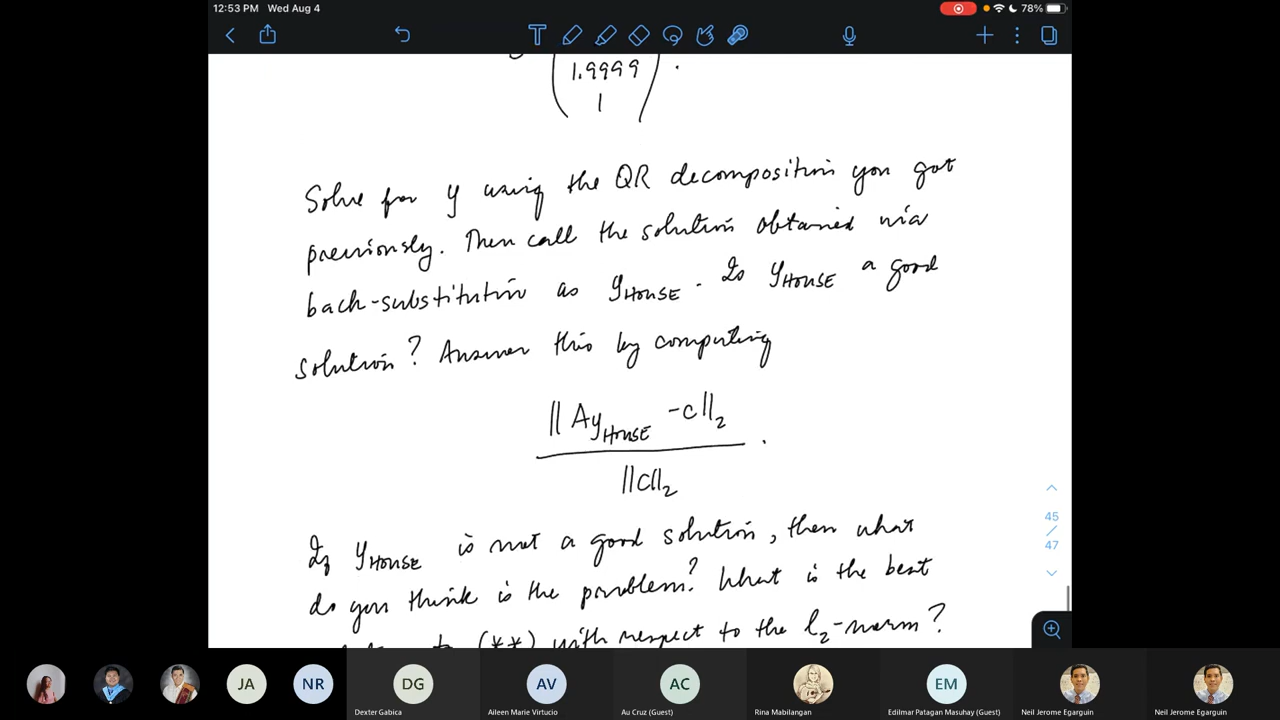 12:53 PM Wed Aug 4
78%
1.9999
1
Solve for y using the QR decomposition you got
previously. Then call the solution obtained via
back-substitution as yHOUSE. Is yHOUSE a good
solution? Answer this by computing
|| AyHOUSE - c ||2
||c||2
.
45
/
47
If yHOUSE is not a good solution, then what
do you think is the problem? What is the best
to (**) with respect to the l2-norm?
JA
NR
DG
AV
AC
EM
Dexter Gabica
Aileen Marie Virtucio
Au Cruz (Guest)
Rina Mabilangan
Edilmar Patagan Masuhay (Guest)
Neil Jerome Egarguin
Neil Jerome Egarguin